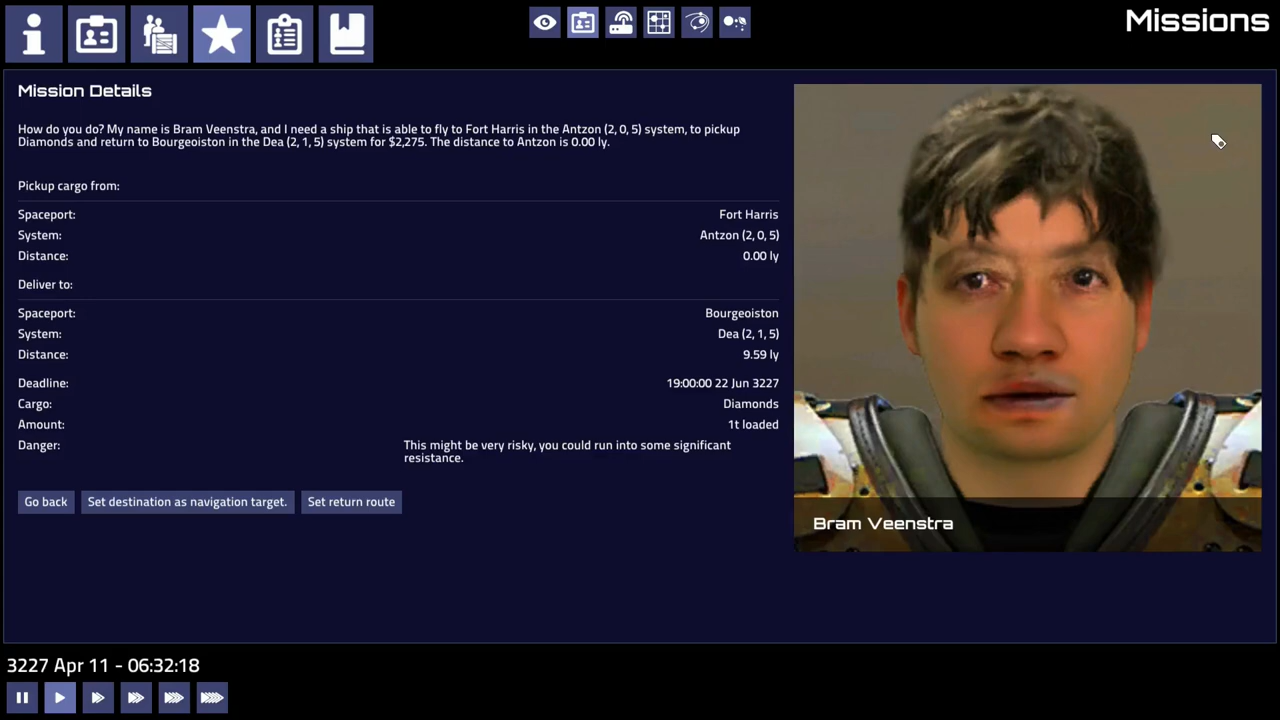 Missions
Mission Details
How do you do? My name is Bram Veenstra, and I need a ship that is able to fly to Fort Harris in the Antzon (2, 0, 5) system, to pickup
Diamonds and return to Bourgeoiston in the Dea (2, 1, 5) system for $2,275. The distance to Antzon is 0.00 ly.
Pickup cargo from:
Spaceport: Fort Harris
System: Antzon (2, 0, 5)
Distance: 0.00 ly
Deliver to:
Spaceport: Bourgeoiston
System: Dea (2, 1, 5)
Distance: 9.59 ly
Deadline: 19:00:00 22 Jun 3227
Cargo: Diamonds
Amount: 1t loaded
Danger: This might be very risky, you could run into some significant
resistance.
Go back Set destination as navigation target. Set return route
Bram Veenstra
3227 Apr 11 - 06:32:18